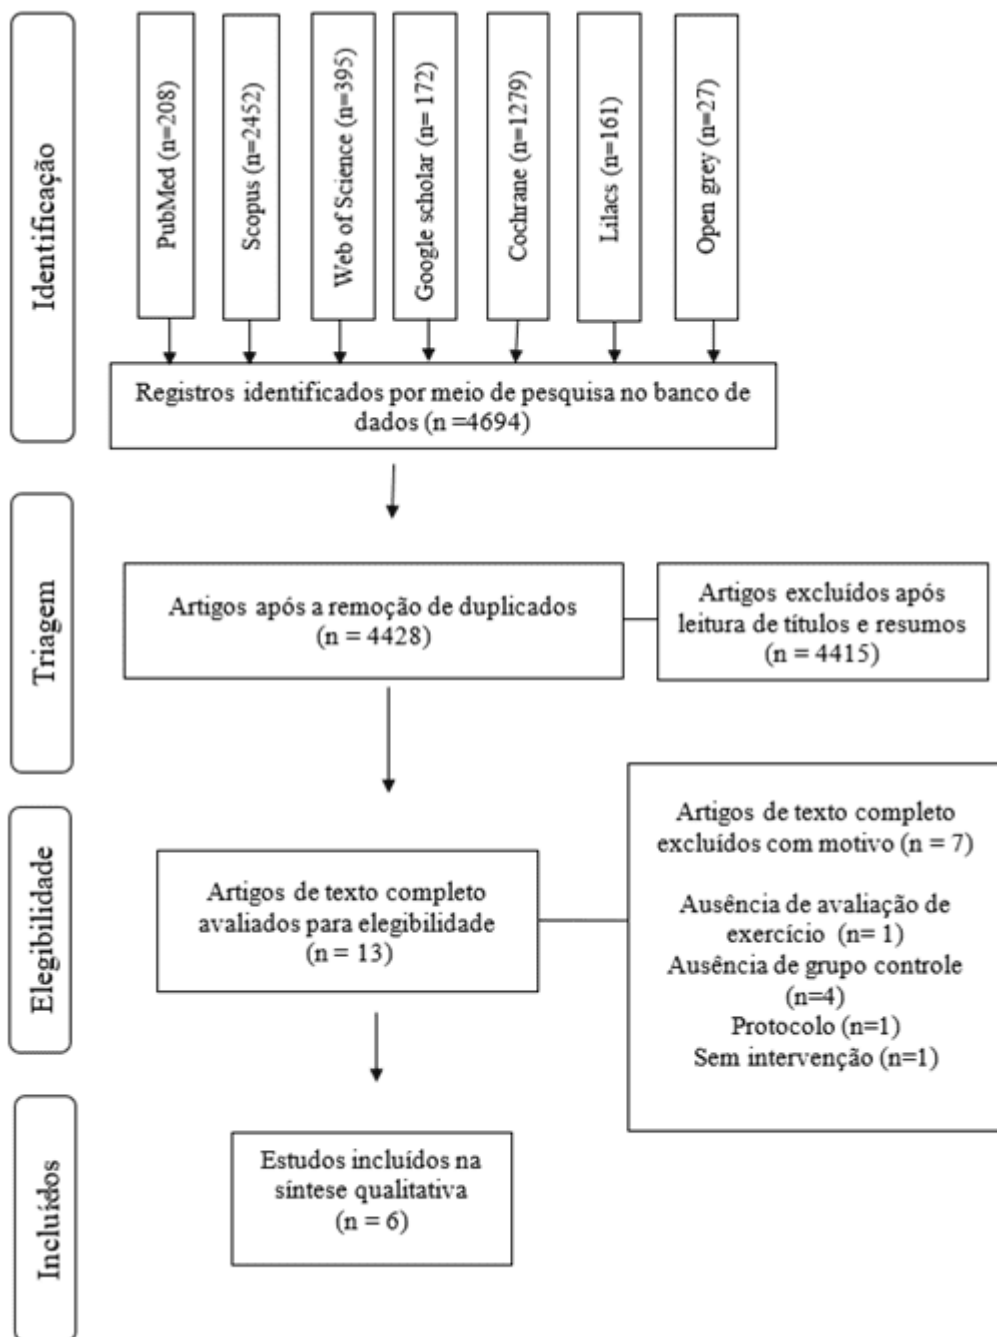 Identificação
PubMed (n=208)
Scopus (n=2452)
Web of Science (n=395)
Google scholar (n= 172)
Cochrane (n=1279)
Lilacs (n=161)
Open grey (n=27)
Registros identificados por meio de pesquisa no banco de
dados (n =4694)
Triagem
Artigos após a remoção de duplicados
(n = 4428)
Artigos excluídos após
leitura de títulos e resumos
(n = 4415)
Elegibilidade
Artigos de texto completo
avaliados para elegibilidade
(n = 13)
Artigos de texto completo
excluídos com motivo (n = 7)
Ausência de avaliação de
exercício (n= 1)
Ausência de grupo controle
(n=4)
Protocolo (n=1)
Sem intervenção (n=1)
Incluídos
Estudos incluídos na
síntese qualitativa
(n = 6)